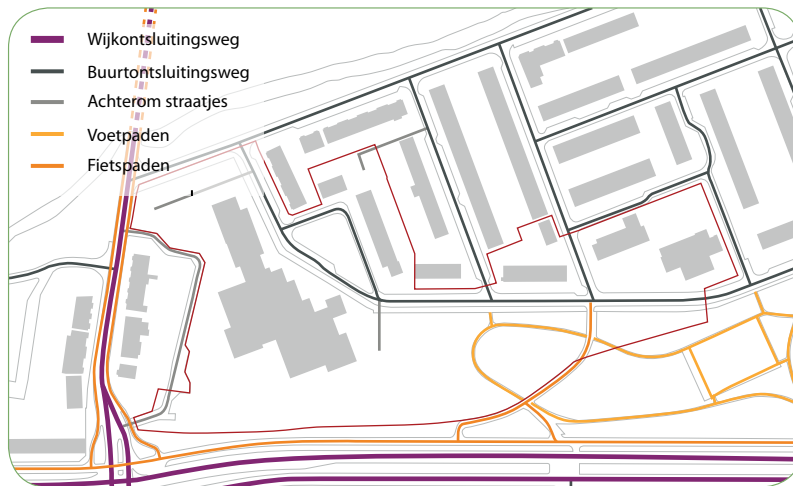 Wijkontsluitingsweg
Buurtontsluitingsweg
Achterom straatjes
Voetpaden
Fietspaden